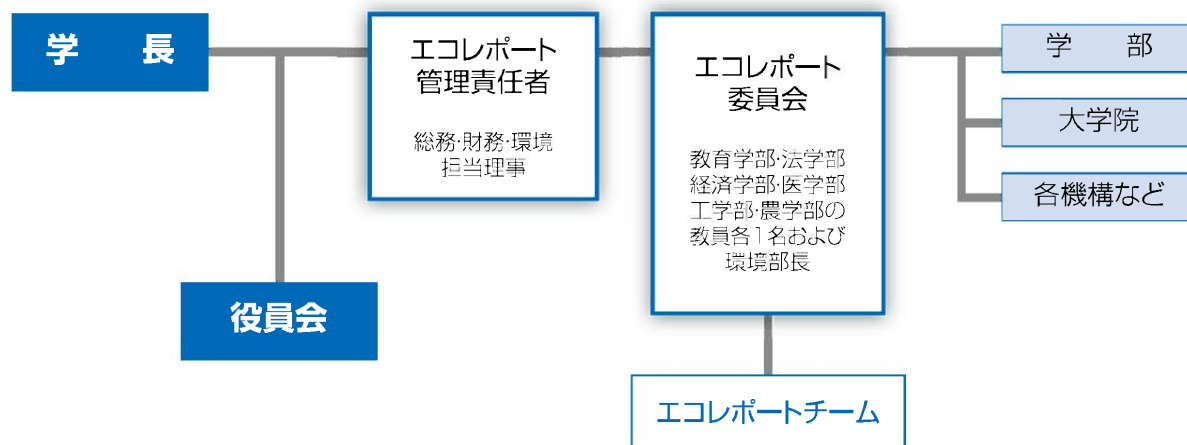 学　長
エコレポート
管理責任者
総務·財務·環境
担当理事
エコレポート
委員会
教育学部·法学部
経済学部·医学部
工学部·農学部の
教員各1名および
環境部長
学　部
大学院
各機構など
役員会
エコレポートチーム